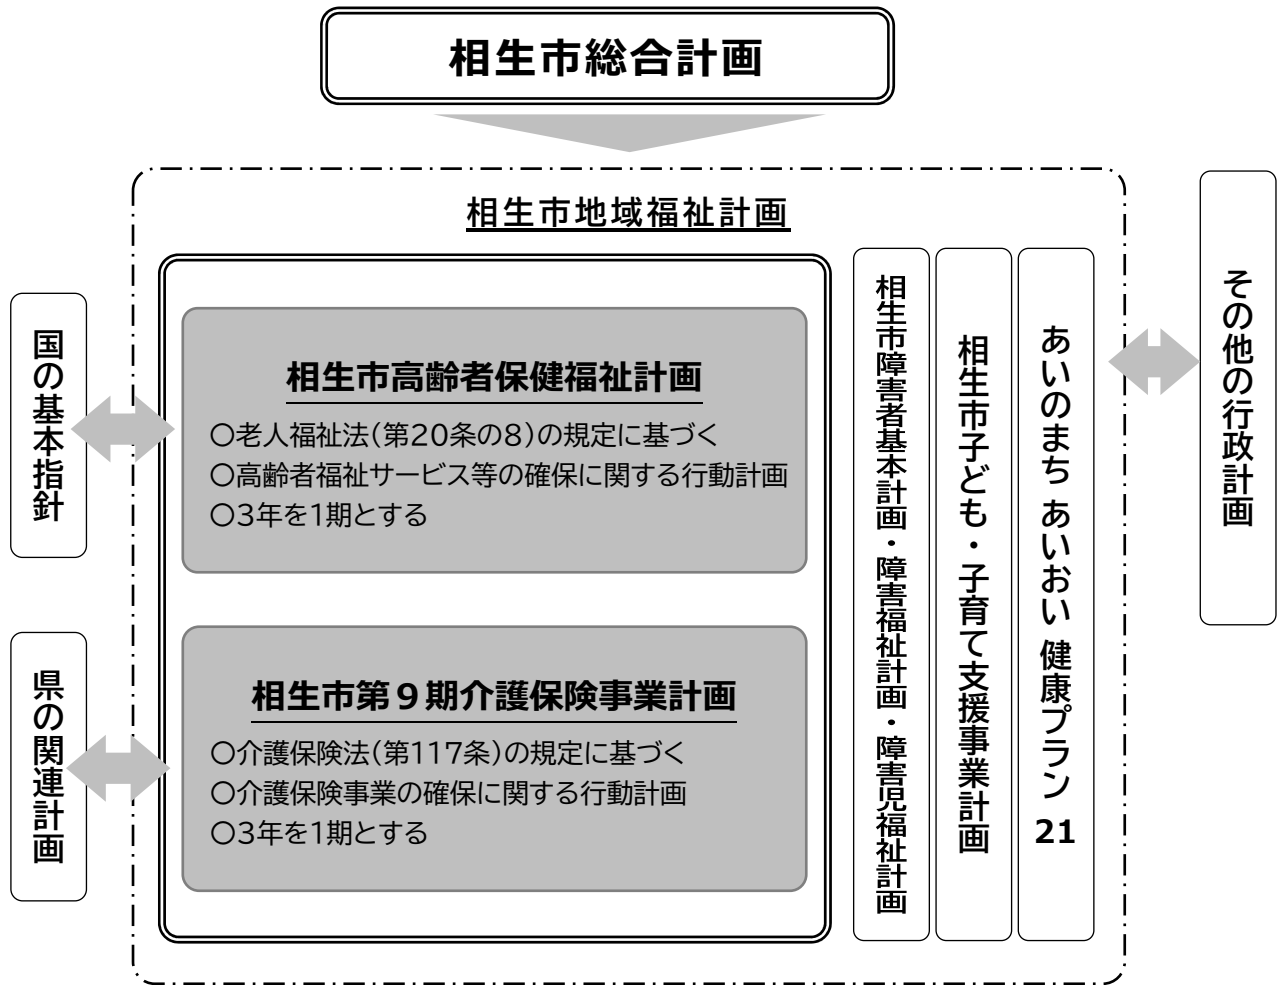 相生市総合計画
相生市地域福祉計画
国の基本指針
県の関連計画
相生市高齢者保健福祉計画
〇老人福祉法(第20条の8)の規定に基づく
〇高齢者福祉サービス等の確保に関する行動計画
〇3年を1期とする
相生市第9期介護保険事業計画
〇介護保険法(第117条)の規定に基づく
〇介護保険事業の確保に関する行動計画
〇3年を1期とする
相生市障害者基本計画・障害福祉計画・障害児福祉計画
相生市子ども・子育て支援事業計画
あいのまち あいおい 健康プラン 21
その他の行政計画